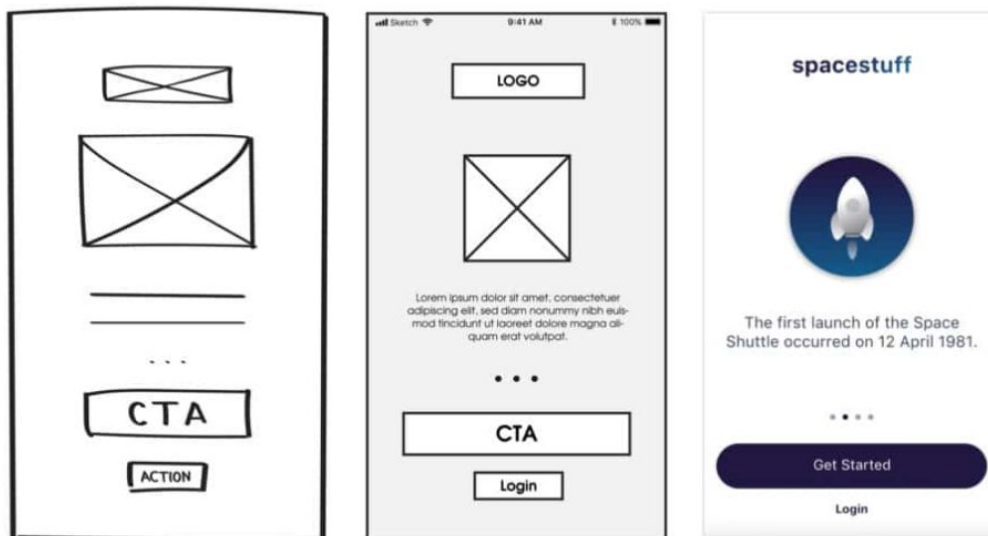 CTA
ACTION
Sketch
9:41 AM
100%
LOGO
Lorem ipsum dolor sit amet, consectetuer
adipiscing elit, sed diam nonummy nibh euis-
mod tincidunt ut laoreet dolore magna ali-
quam erat volutpat.
CTA
Login
spacestuff
The first launch of the Space
Shuttle occurred on 12 April 1981.
Get Started
Login